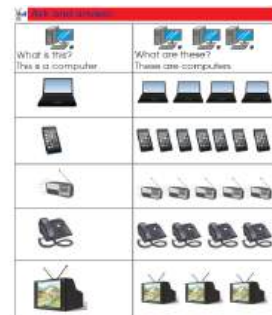 Ask and answer
What is this?
This is a computer
What are these?
These are computers